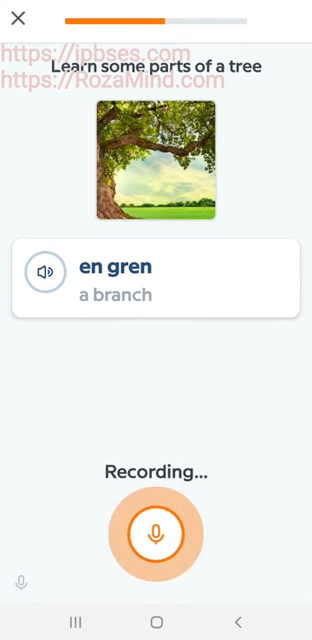 https://ipbses.com
Learn some parts of a tree
https://RozaMind.com
en gren
a branch
Recording...